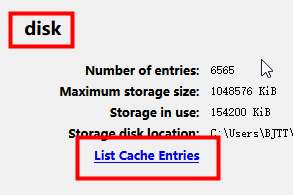 disk
Number of entries: 6565
Maximum storage size: 1048576 KiB
Storage in use: 154200 KiB
Storage disk location: C:\Users\BJTT\
List Cache Entries